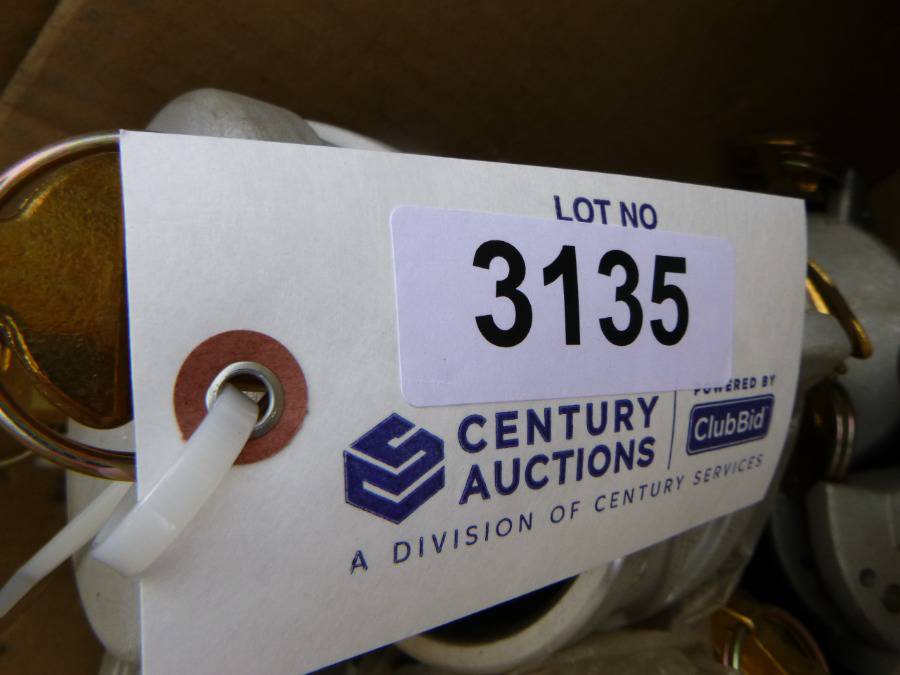 LOT NO
3135
CENTURY
AUCTIONS
POWERED BY
ClubBid
A DIVISION OF CENTURY SERVICES